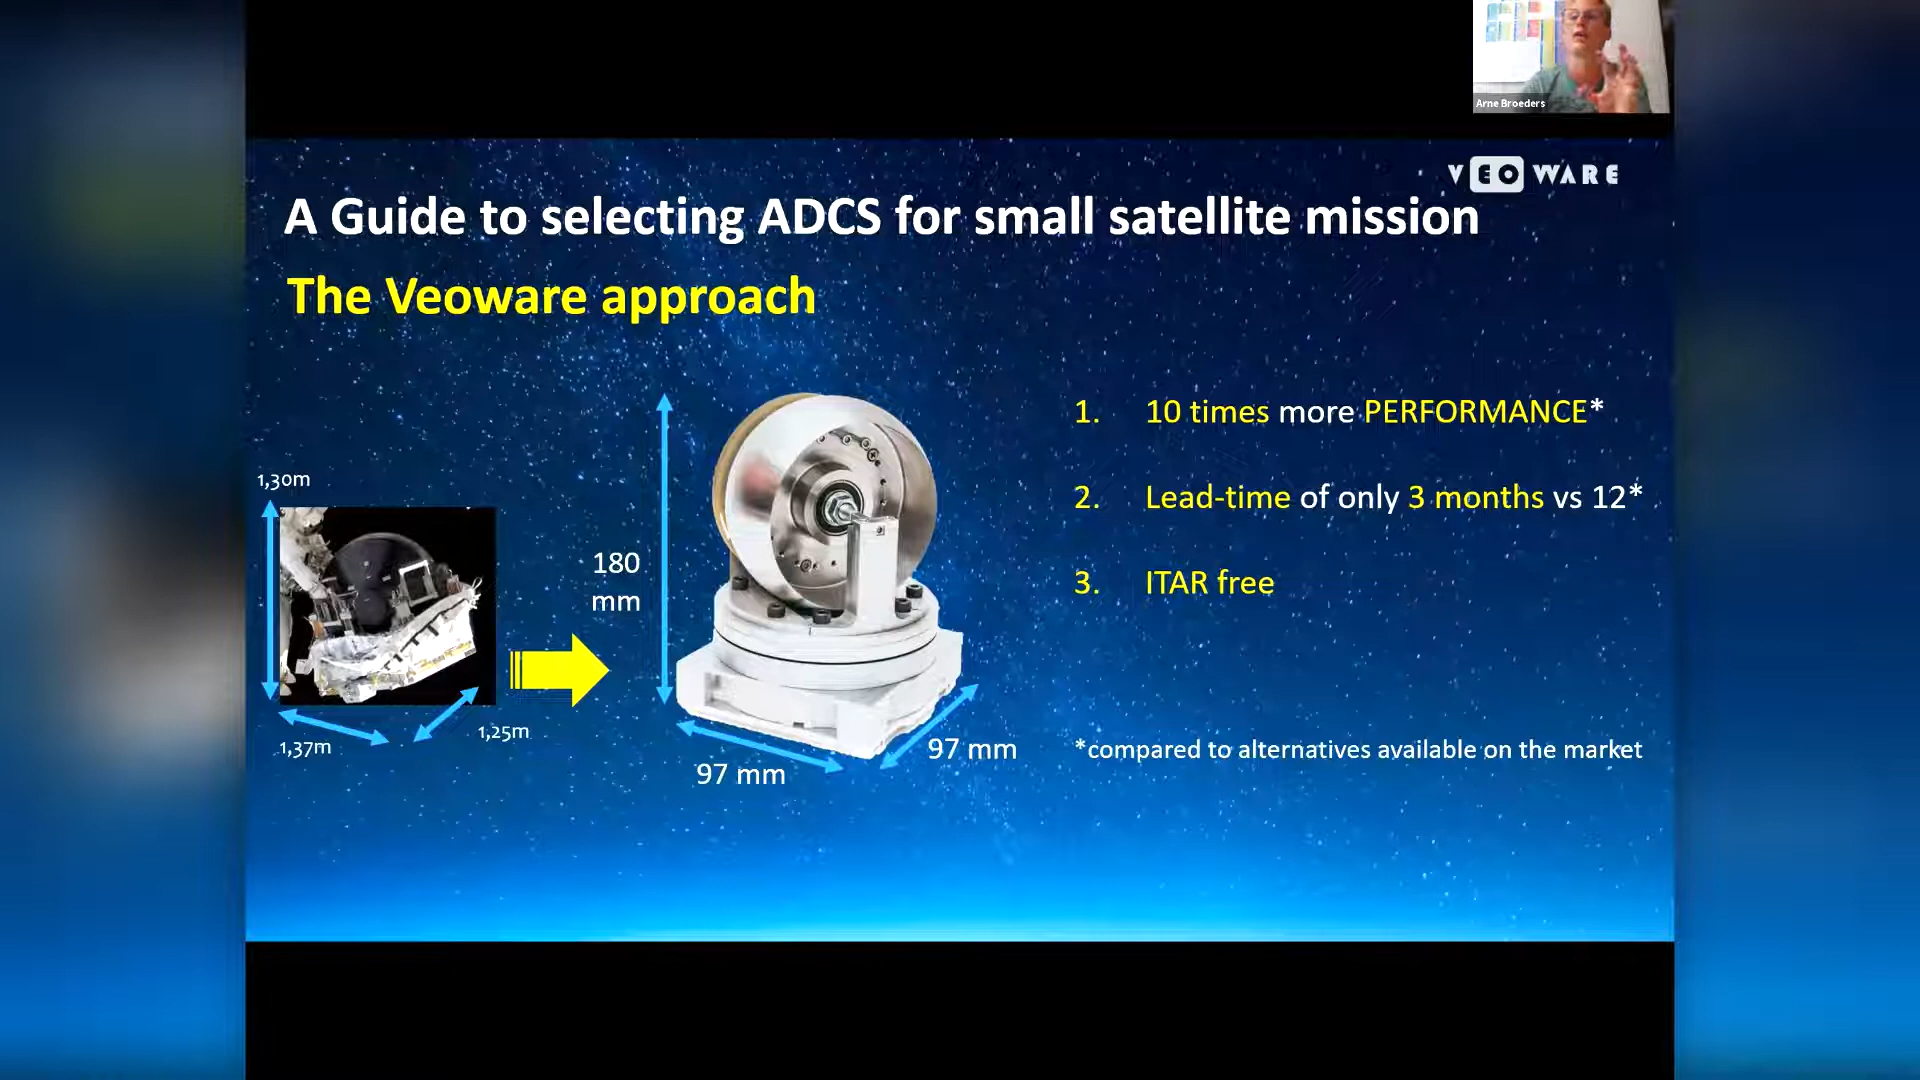 Arne Broeders
VEOWARE
A Guide to selecting ADCS for small satellite mission
The Veoware approach
1,30m
1,37m
1,25m
180
mm
97 mm
97 mm
1. 10 times more PERFORMANCE*
2. Lead-time of only 3 months vs 12*
3. ITAR free
*compared to alternatives available on the market